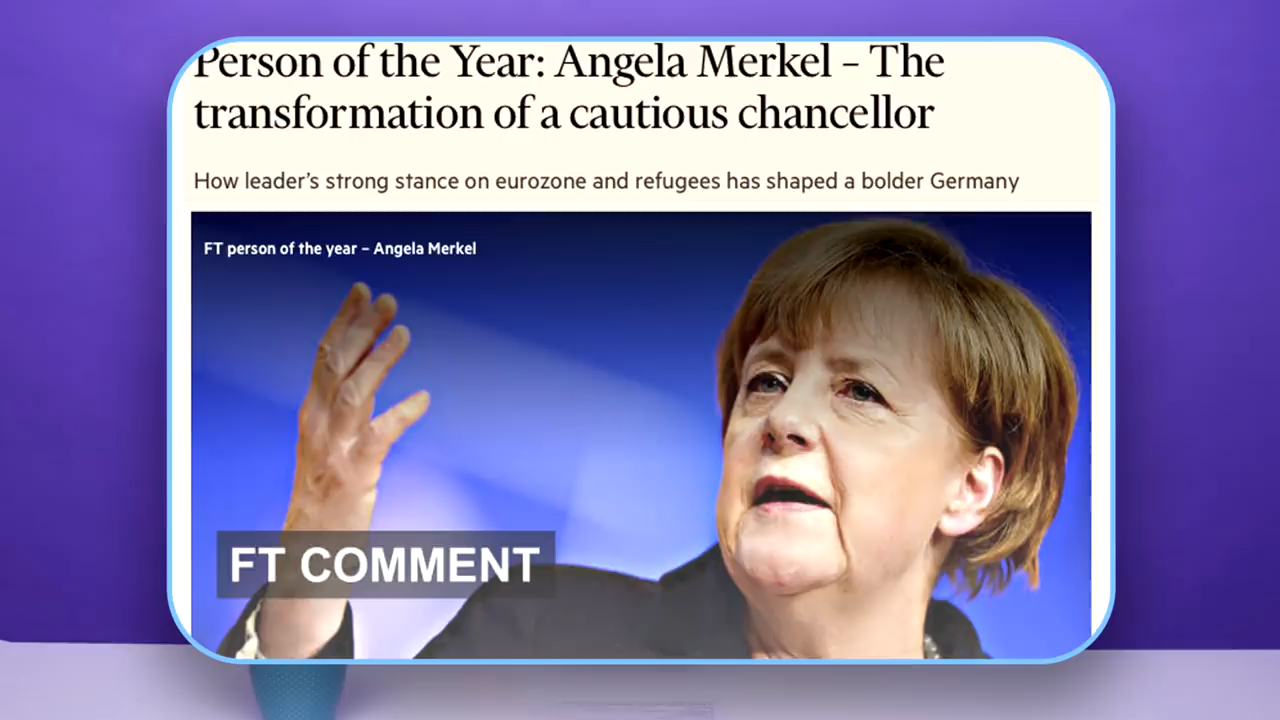 Person of the Year: Angela Merkel – The
transformation of a cautious chancellor
How leader's strong stance on eurozone and refugees has shaped a bolder Germany
FT person of the year – Angela Merkel
FT COMMENT